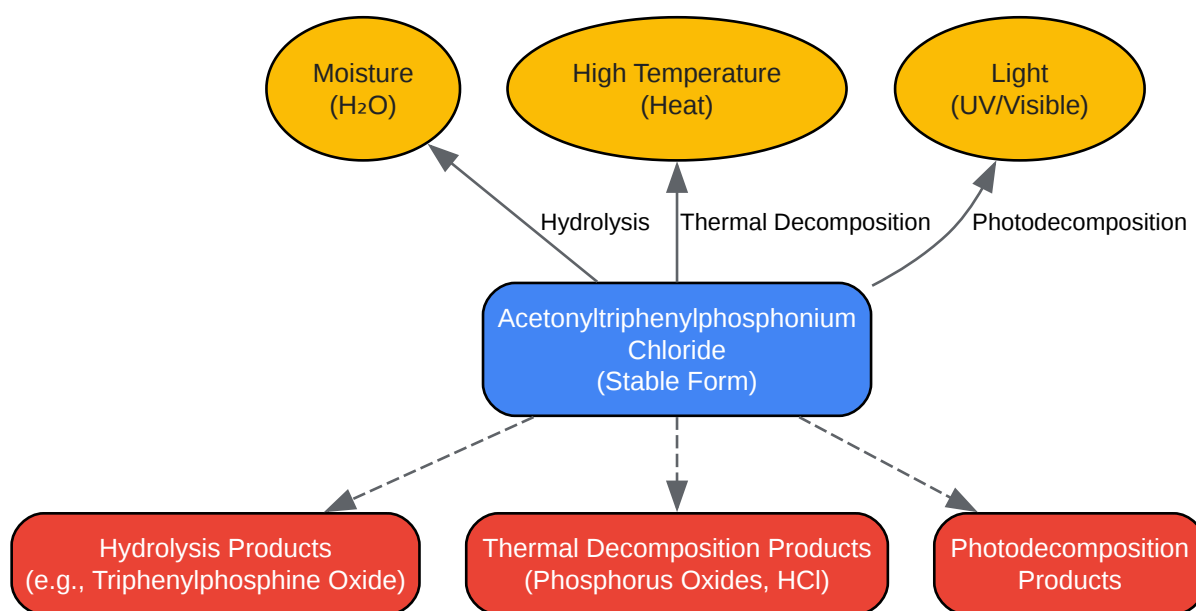 Moisture
(H₂O)
High Temperature
(Heat)
Light
(UV/Visible)
Hydrolysis
Thermal Decomposition
Photodecomposition
Acetonyltriphenylphosphonium
Chloride
(Stable Form)
Hydrolysis Products
(e.g., Triphenylphosphine Oxide)
Thermal Decomposition Products
(Phosphorus Oxides, HCl)
Photodecomposition
Products